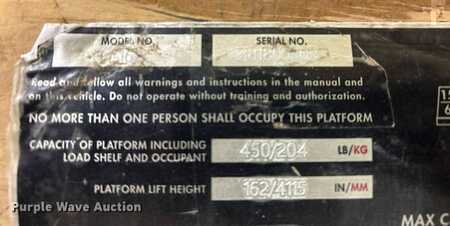 MODEL NO.
SERIAL NO.
Read and follow all warnings and instructions in the manual and
on this vehicle. Do not operate without training and authorization.
NO MORE THAN ONE PERSON SHALL OCCUPY THIS PLATFORM
CAPACITY OF PLATFORM INCLUDING
LOAD SHELF AND OCCUPANT
450/204 LB/KG
PLATFORM LIFT HEIGHT 162/4115 IN/MM
MAX C
Purple Wave Auction